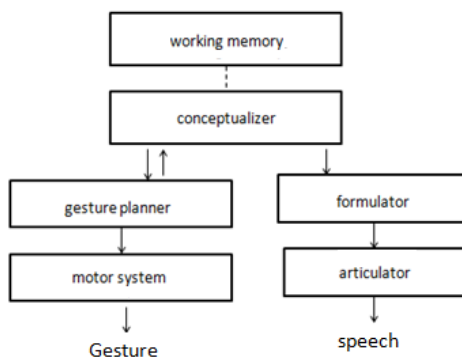 working memory
conceptualizer
gesture planner
formulator
motor system
articulator
Gesture
speech